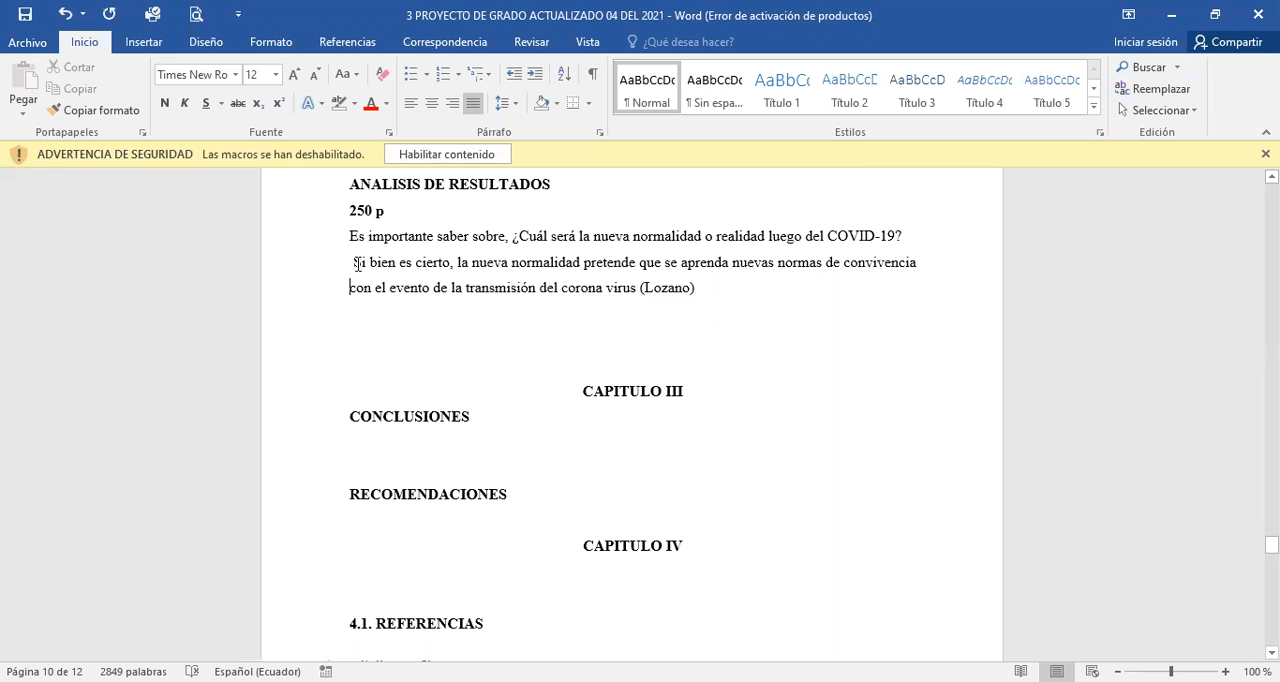 3 PROYECTO DE GRADO ACTUALIZADO 04 DEL 2021 - Word (Error de activación de productos)
Archivo Inicio Insertar Diseño Formato Referencias Correspondencia Revisar Vista ¿Qué desea hacer? Iniciar sesión Compartir
Pegar
Cortar
Copiar
Copiar formato
Portapapeles
Times New Ro 12
N K S abc x₂ x²
Fuente
Párrafo
AaBbCcDc AaBbCcDc AaBbCc AaBbCcD AaBbCcD AaBbCcDc AaBbCcDc
¶ Normal ¶ Sin espa... Título 1 Título 2 Título 3 Título 4 Título 5
Estilos
Buscar
Reemplazar
Seleccionar
Edición
ADVERTENCIA DE SEGURIDAD Las macros se han deshabilitado. Habilitar contenido
ANALISIS DE RESULTADOS
250 p
Es importante saber sobre, ¿Cuál será la nueva normalidad o realidad luego del COVID-19?
Si bien es cierto, la nueva normalidad pretende que se aprenda nuevas normas de convivencia
con el evento de la transmisión del corona virus (Lozano)
CAPITULO III
CONCLUSIONES
RECOMENDACIONES
CAPITULO IV
4.1. REFERENCIAS
Página 10 de 12 2849 palabras Español (Ecuador) 100 %